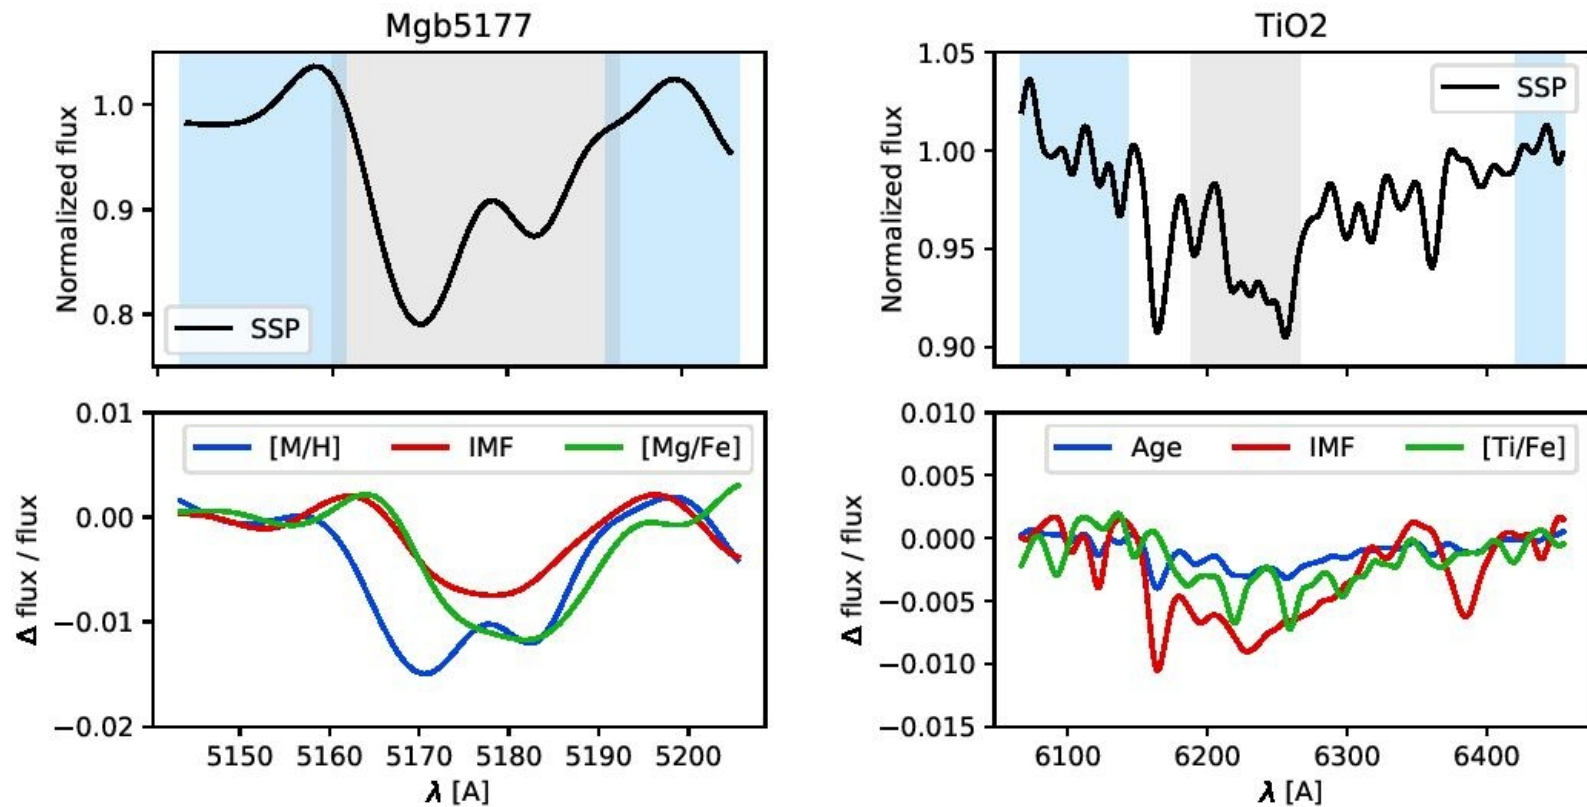 Mgb5177
TiO2
Normalized flux
1.0
0.9
0.8
SSP
Normalized flux
1.05
1.00
0.95
0.90
SSP
Δ flux / flux
0.01
0.00
−0.01
−0.02
[M/H] IMF [Mg/Fe]
5150 5160 5170 5180 5190 5200
λ [A]
Δ flux / flux
0.010
0.005
0.000
−0.005
−0.010
−0.015
Age IMF [Ti/Fe]
6100 6200 6300 6400
λ [A]